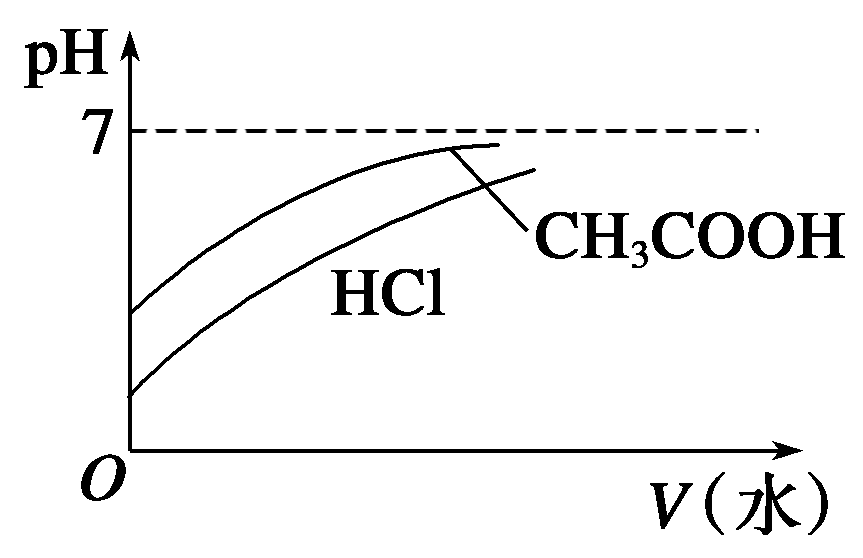 pH
7
CH₃COOH
HCl
O
V(水)